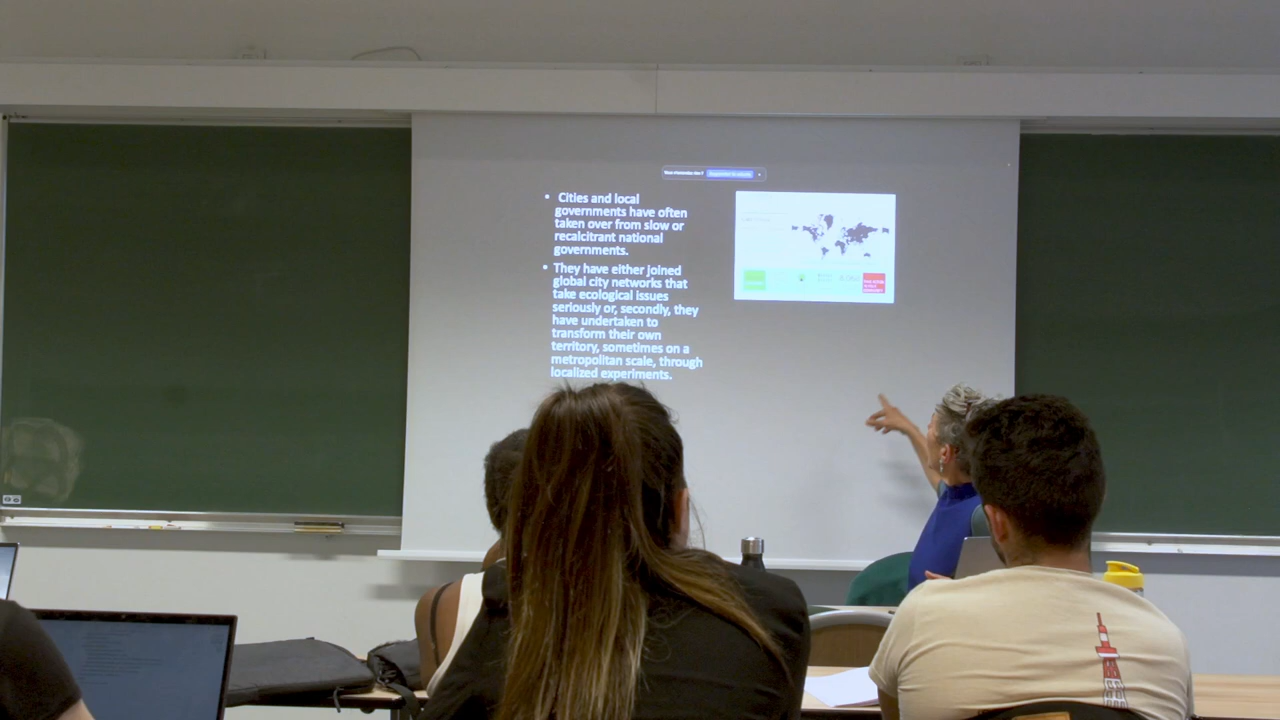 • Cities and local
governments have often
taken over from slow or
recalcitrant national
governments.
• They have either joined
global city networks that
take ecological issues
seriously or, secondly, they
have undertaken to
transform their own
territory, sometimes on a
metropolitan scale, through
localized experiments.